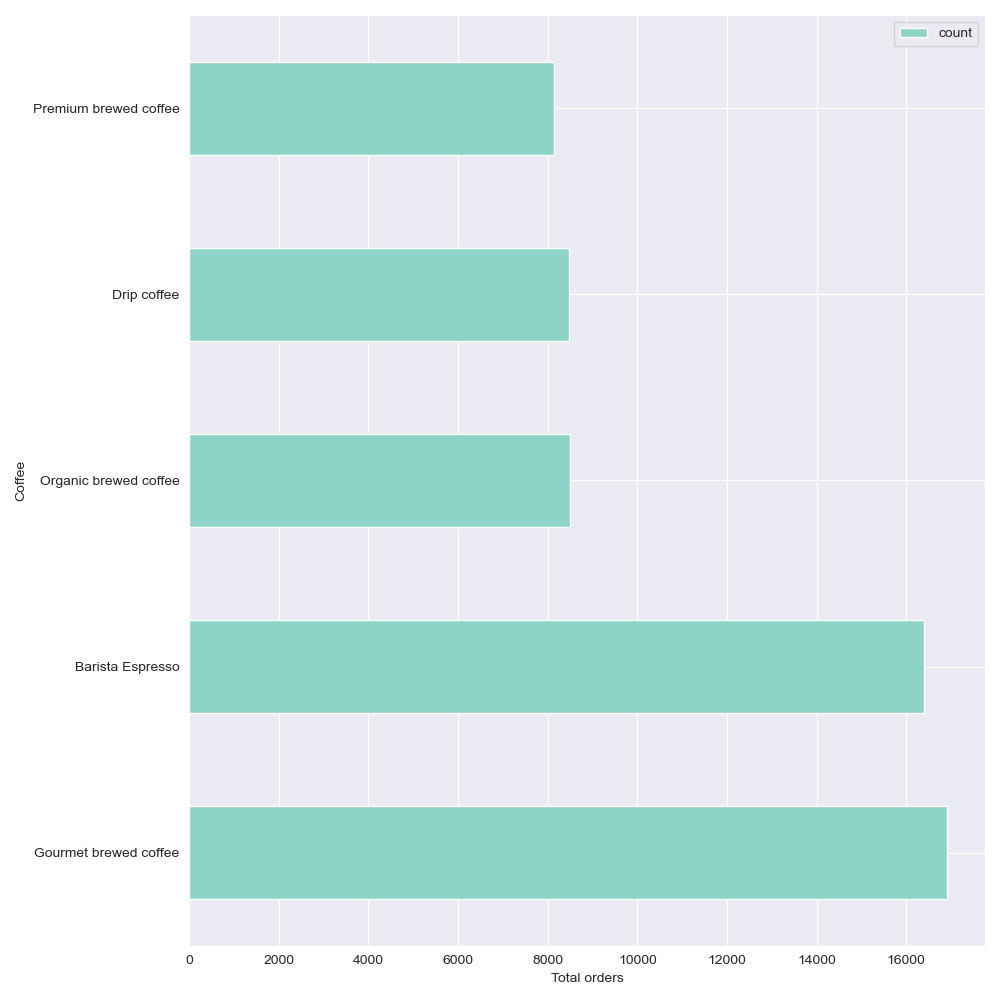 count
Premium brewed coffee
Drip coffee
Organic brewed coffee
Barista Espresso
Gourmet brewed coffee
Coffee
0 2000 4000 6000 8000 10000 12000 14000 16000
Total orders